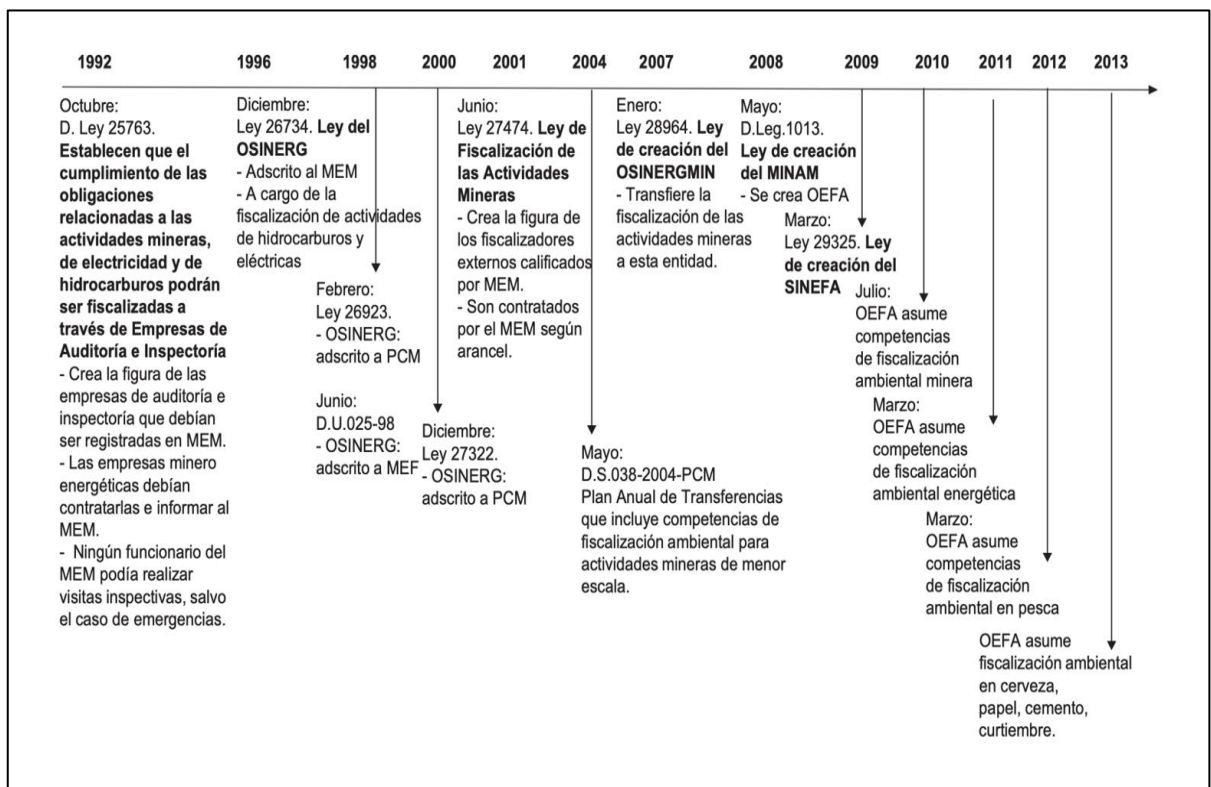 1992 1996 1998 2000 2001 2004 2007 2008 2009 2010 2011 2012 2013
Octubre:
D. Ley 25763.
Establecen que el
cumplimiento de las
obligaciones
relacionadas a las
actividades mineras,
de electricidad y de
hidrocarburos podrán
ser fiscalizadas a
través de Empresas de
Auditoría e Inspectoría
- Crea la figura de las
empresas de auditoría e
inspectoría que debían
ser registradas en MEM.
- Las empresas minero
energéticas debían
contratarlas e informar al
MEM.
- Ningún funcionario del
MEM podía realizar
visitas inspectivas, salvo
el caso de emergencias.
Diciembre:
Ley 26734. Ley del
OSINERG
- Adscrito al MEM
- A cargo de la
fiscalización de actividades
de hidrocarburos y
eléctricas
Febrero:
Ley 26923.
- OSINERG:
adscrito a PCM
Junio:
D.U.025-98
- OSINERG:
adscrito a MEF
Diciembre:
Ley 27322.
- OSINERG:
adscrito a PCM
Junio:
Ley 27474. Ley de
Fiscalización de
las Actividades
Mineras
- Crea la figura de
los fiscalizadores
externos calificados
por MEM.
- Son contratados
por el MEM según
arancel.
Mayo:
D.S.038-2004-PCM
Plan Anual de Transferencias
que incluye competencias de
fiscalización ambiental para
actividades mineras de menor
escala.
Enero:
Ley 28964. Ley
de creación del
OSINERGMIN
- Transfiere la
fiscalización de las
actividades mineras
a esta entidad.
Mayo:
D.Leg.1013.
Ley de creación
del MINAM
- Se crea OEFA
Marzo:
Ley 29325. Ley
de creación del
SINEFA
Julio:
OEFA asume
competencias
de fiscalización
ambiental minera
Marzo:
OEFA asume
competencias
de fiscalización
ambiental energética
Marzo:
OEFA asume
competencias
de fiscalización
ambiental en pesca
OEFA asume
fiscalización ambiental
en cerveza,
papel, cemento,
curtiembre.